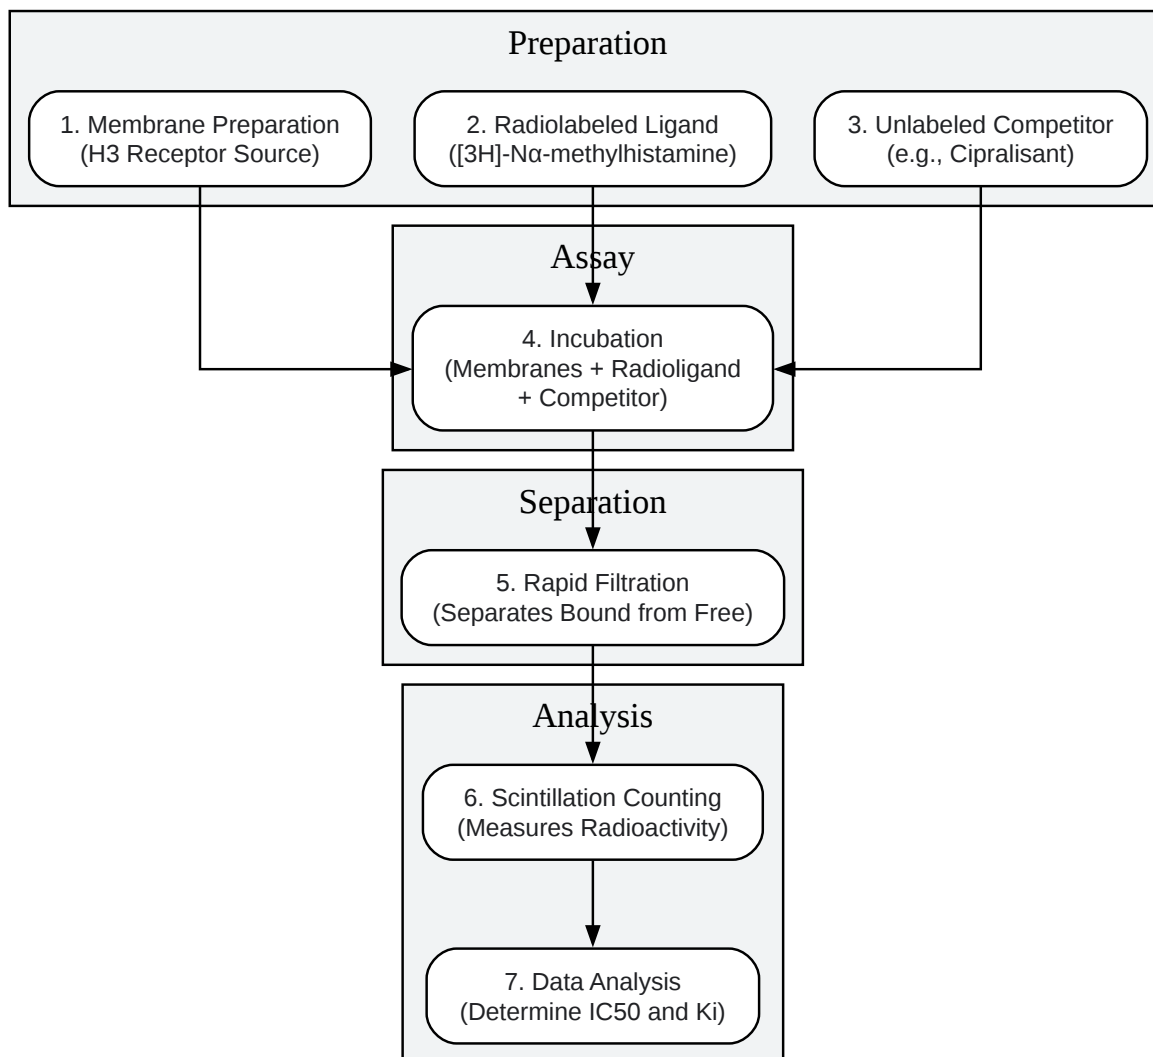 Preparation
1. Membrane Preparation
(H3 Receptor Source)
2. Radiolabeled Ligand
([3H]-Nα-methylhistamine)
3. Unlabeled Competitor
(e.g., Cipralisant)
Assay
4. Incubation
(Membranes + Radioligand
+ Competitor)
Separation
5. Rapid Filtration
(Separates Bound from Free)
Analysis
6. Scintillation Counting
(Measures Radioactivity)
7. Data Analysis
(Determine IC50 and Ki)